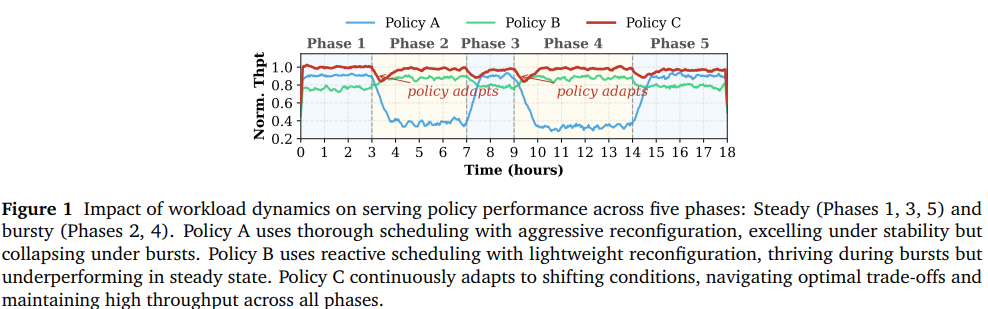 Policy A Policy B Policy C
Phase 1 Phase 2 Phase 3 Phase 4 Phase 5
Norm. Thpt
1.0
0.8
0.6
0.4
0.2
policy adapts policy adapts
0 1 2 3 4 5 6 7 8 9 10 11 12 13 14 15 16 17 18
Time (hours)
Figure 1 Impact of workload dynamics on serving policy performance across five phases: Steady (Phases 1, 3, 5) and
bursty (Phases 2, 4). Policy A uses thorough scheduling with aggressive reconfiguration, excelling under stability but
collapsing under bursts. Policy B uses reactive scheduling with lightweight reconfiguration, thriving during bursts but
underperforming in steady state. Policy C continuously adapts to shifting conditions, navigating optimal trade-offs and
maintaining high throughput across all phases.